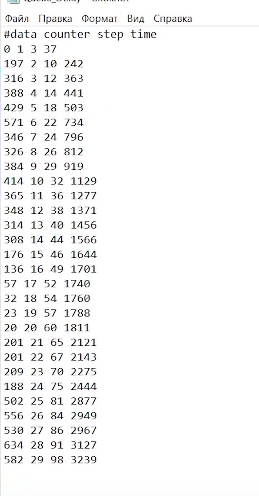 Файл Правка Формат Вид Справка
#data counter step time
0 1 3 37
197 2 10 242
316 3 12 363
388 4 14 441
429 5 18 503
571 6 22 734
346 7 24 796
326 8 26 812
384 9 29 919
414 10 32 1129
365 11 36 1277
348 12 38 1371
314 13 40 1456
308 14 44 1566
176 15 46 1644
136 16 49 1701
57 17 52 1740
32 18 54 1760
23 19 57 1788
20 20 60 1811
201 21 65 2121
201 22 67 2143
209 23 70 2275
188 24 75 2444
502 25 81 2877
556 26 84 2949
530 27 86 2967
634 28 91 3127
582 29 98 3239